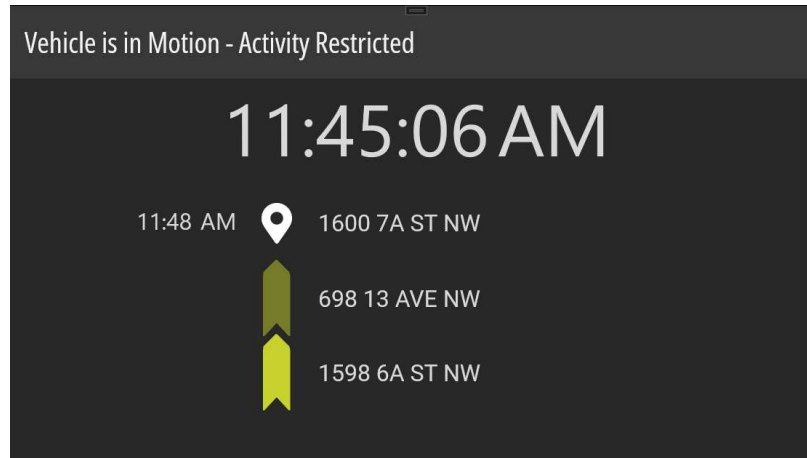 Vehicle is in Motion - Activity Restricted
11:45:06 AM
11:48 AM 1600 7A ST NW
698 13 AVE NW
1598 6A ST NW